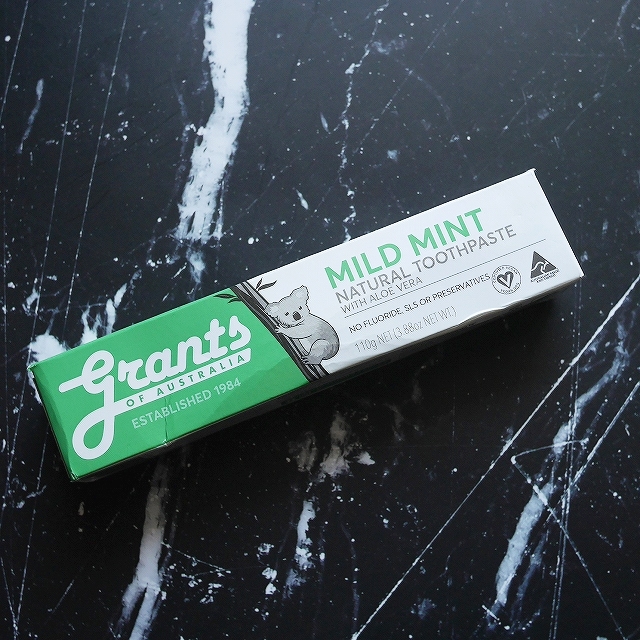 grants
OF AUSTRALIA
ESTABLISHED 1984
MILD MINT
NATURAL TOOTHPASTE
WITH ALOE VERA
NO FLUORIDE, SLS OR PRESERVATIVES
110g NET (3.88oz NET WT)